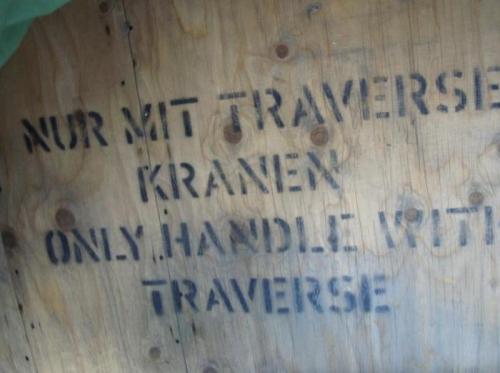 NUR MIT TRAVERSE
KRANEN
ONLY HANDLE WITH
TRAVERSE